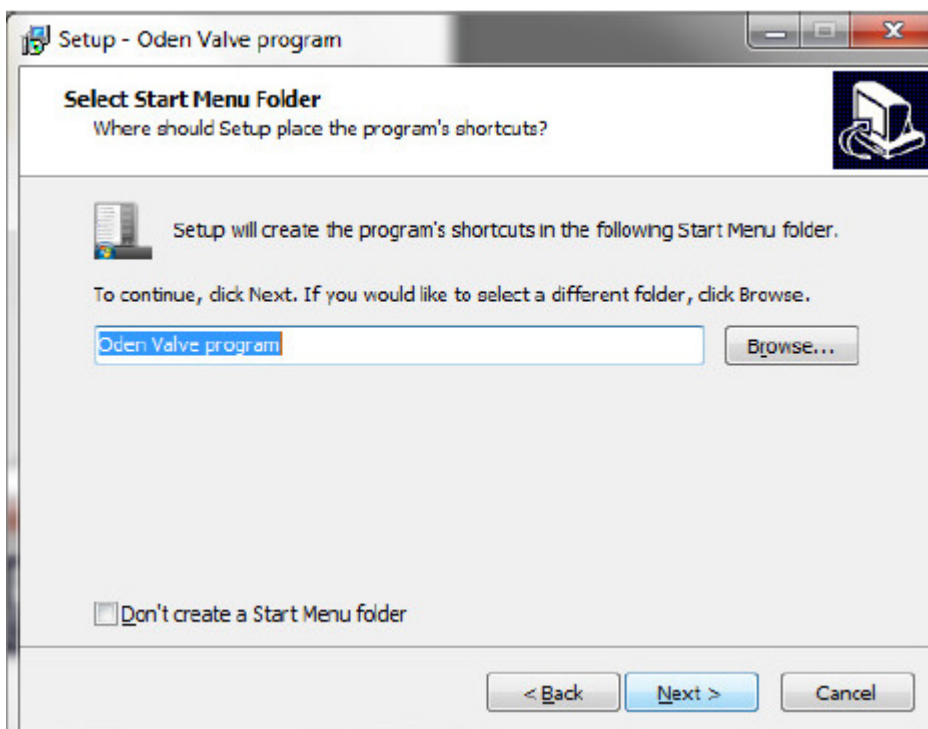 Setup - Oden Valve program
Select Start Menu Folder
Where should Setup place the program's shortcuts?
Setup will create the program's shortcuts in the following Start Menu folder.
To continue, click Next. If you would like to select a different folder, click Browse.
Oden Valve program
Browse...
Don't create a Start Menu folder
< Back
Next >
Cancel